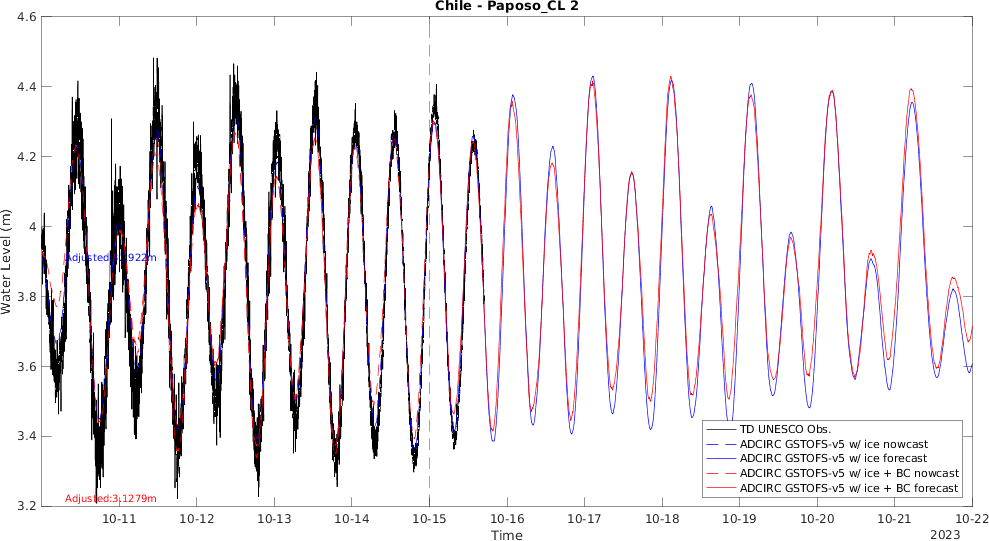 Chile - Paposo_CL 2
4.6
4.4
4.2
4
3.8
3.6
3.4
3.2
Water Level (m)
Adjusted:
Adjusted:3.1279m
TD UNESCO Obs.
ADCIRC GSTOFS-v5 w/ ice nowcast
ADCIRC GSTOFS-v5 w/ ice forecast
ADCIRC GSTOFS-v5 w/ ice + BC nowcast
ADCIRC GSTOFS-v5 w/ ice + BC forecast
10-11
10-12
10-13
10-14
10-15
10-16
10-17
10-18
10-19
10-20
10-21
10-22
Time
2023